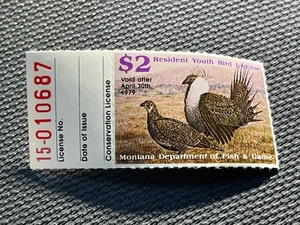 $2 Resident Youth Bird License
Void after
April 30th
1979
Montana Department of Fish & Game
15-010687
License No.
Date of Issue
Conservation License